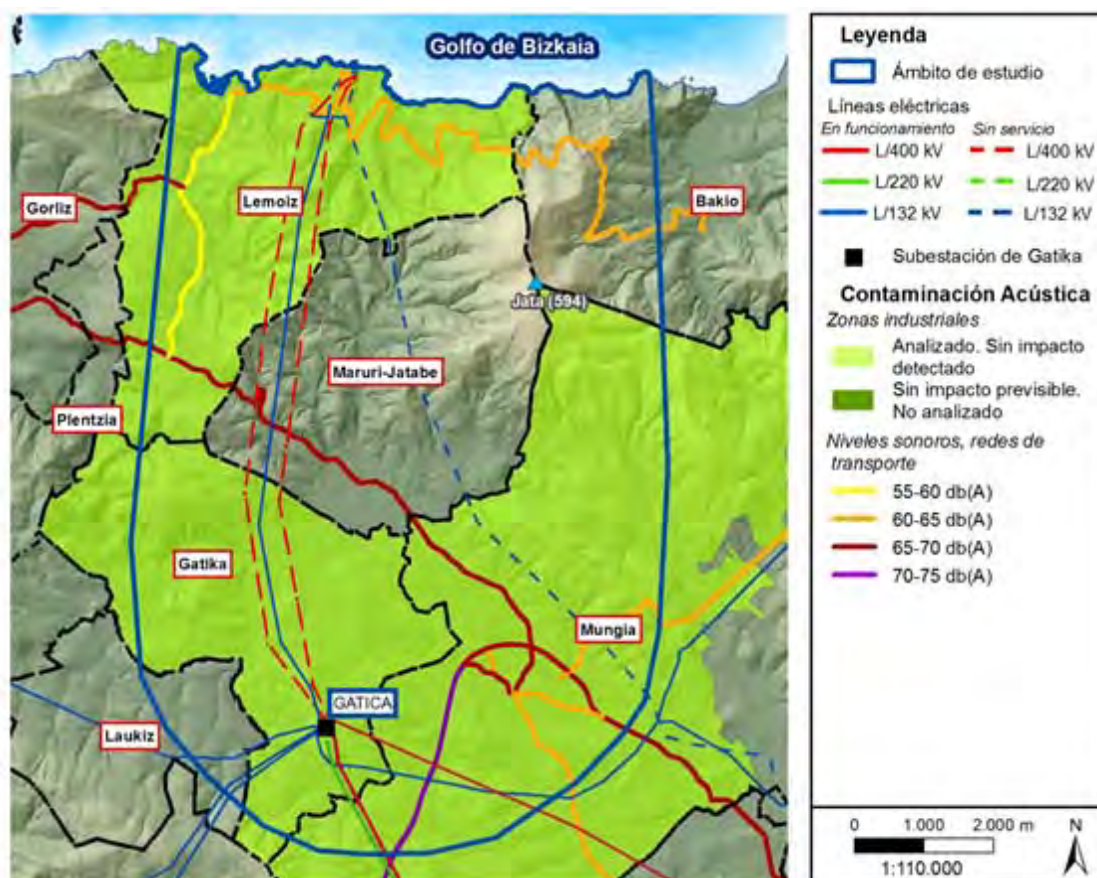 Golfo de Bizkaia
Gorliz
Lemoiz
Bakio
Jata (594)
Maruri-Jatabe
Plentzia
Gatika
Mungia
GATICA
Laukiz
Leyenda
Ámbito de estudio
Líneas eléctricas
En funcionamiento Sin servicio
L/400 kV L/400 kV
L/220 kV L/220 kV
L/132 kV L/132 kV
Subestación de Gatika
Contaminación Acústica
Zonas industriales
Analizado. Sin impacto
detectado
Sin impacto previsible.
No analizado
Niveles sonoros, redes de
transporte
55-60 db(A)
60-65 db(A)
65-70 db(A)
70-75 db(A)
0 1.000 2.000 m N
1:110.000